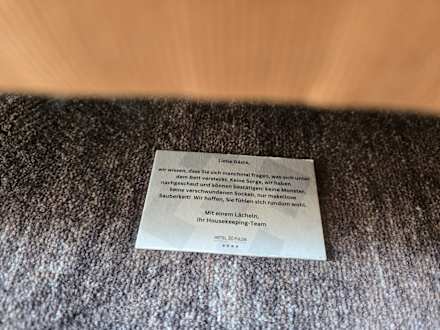 Liebe Gäste,
wir wissen, dass Sie sich manchmal fragen, was sich unter
dem Bett versteckt. Keine Sorge, wir haben
nachgeschaut und können bestätigen: keine Monster,
keine verschwundenen Socken, nur makellose
Sauberkeit! Wir hoffen, Sie fühlen sich rundum wohl.
Mit einem Lächeln,
Ihr Housekeeping-Team
HOTEL